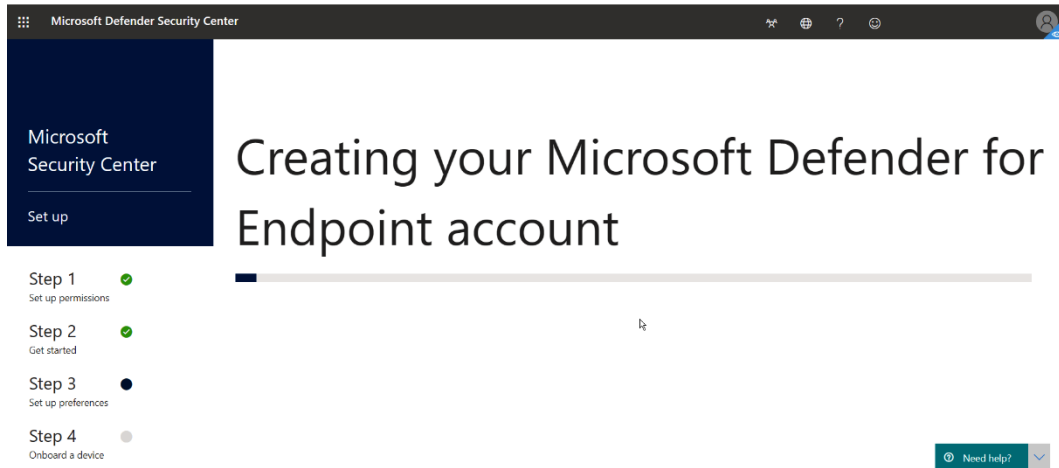 Microsoft Defender Security Center
?
Microsoft
Security Center
Set up
Creating your Microsoft Defender for
Endpoint account
Step 1
Set up permissions
Step 2
Get started
Step 3
Set up preferences
Step 4
Onboard a device
? Need help?